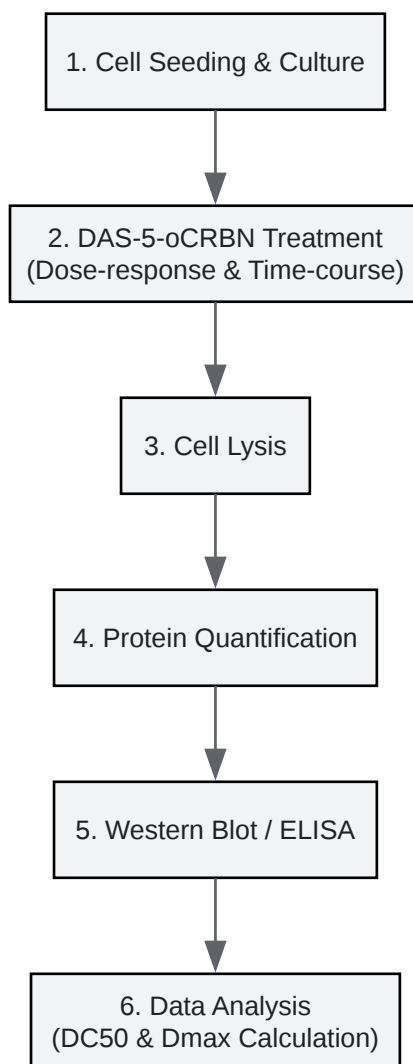 1. Cell Seeding & Culture
2. DAS-5-oCRBN Treatment
(Dose-response & Time-course)
3. Cell Lysis
4. Protein Quantification
5. Western Blot / ELISA
6. Data Analysis
(DC50 & Dmax Calculation)